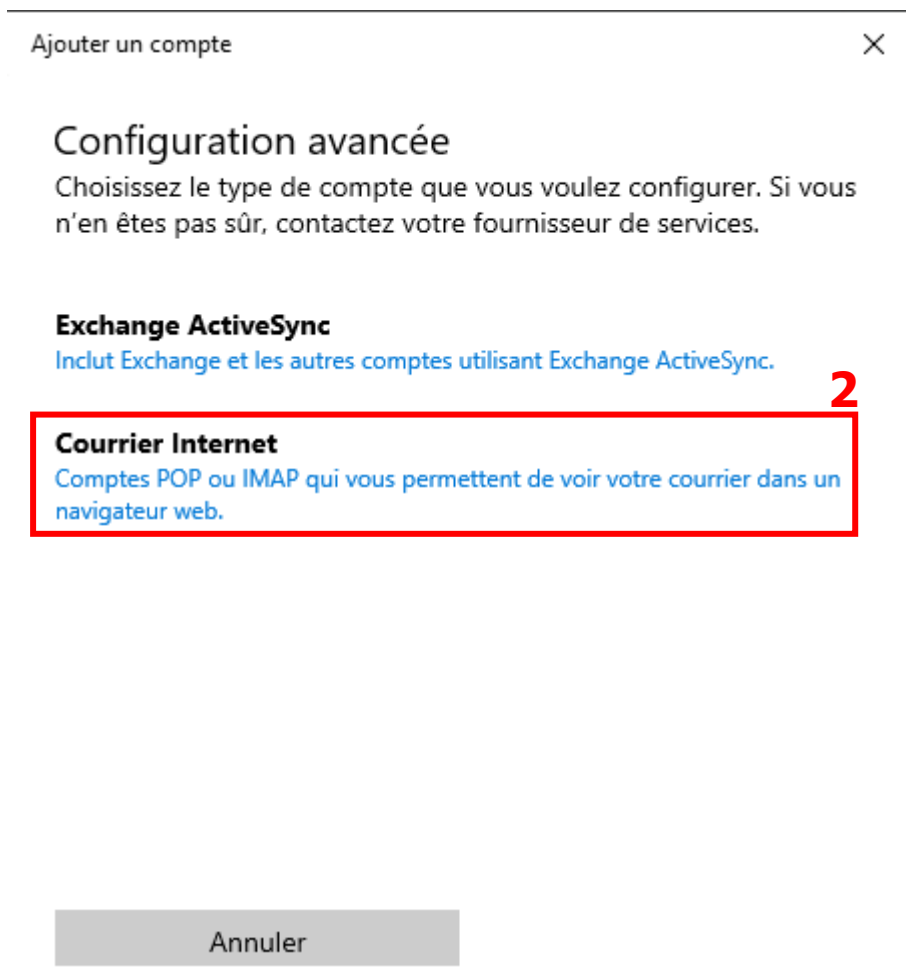 Ajouter un compte
Configuration avancée
Choisissez le type de compte que vous voulez configurer. Si vous
n’en êtes pas sûr, contactez votre fournisseur de services.
Exchange ActiveSync
Inclut Exchange et les autres comptes utilisant Exchange ActiveSync.
2
Courrier Internet
Comptes POP ou IMAP qui vous permettent de voir votre courrier dans un
navigateur web.
Annuler